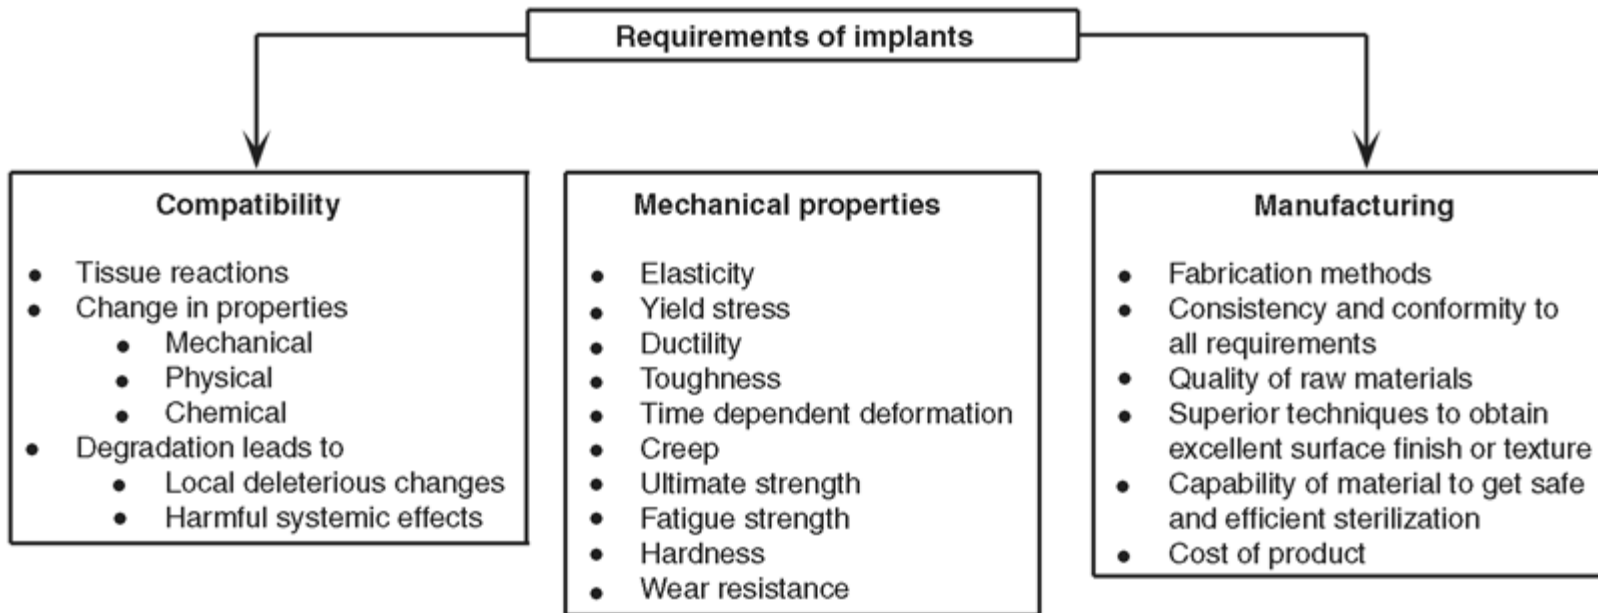 Requirements of implants
Compatibility
● Tissue reactions
● Change in properties
● Mechanical
● Physical
● Chemical
● Degradation leads to
● Local deleterious changes
● Harmful systemic effects
Mechanical properties
● Elasticity
● Yield stress
● Ductility
● Toughness
● Time dependent deformation
● Creep
● Ultimate strength
● Fatigue strength
● Hardness
● Wear resistance
Manufacturing
● Fabrication methods
● Consistency and conformity to
all requirements
● Quality of raw materials
● Superior techniques to obtain
excellent surface finish or texture
● Capability of material to get safe
and efficient sterilization
● Cost of product